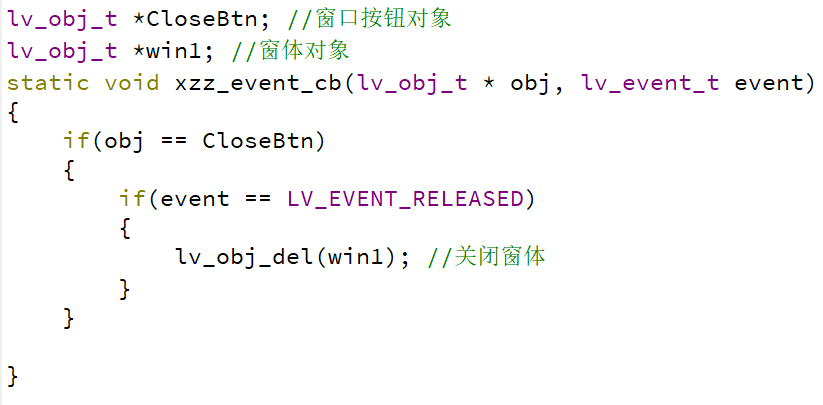 lv_obj_t *CloseBtn; //窗口按钮对象
lv_obj_t *win1; //窗体对象
static void xzz_event_cb(lv_obj_t * obj, lv_event_t event)
{
    if(obj == CloseBtn)
    {
        if(event == LV_EVENT_RELEASED)
        {
            lv_obj_del(win1); //关闭窗体
        }
    }
}